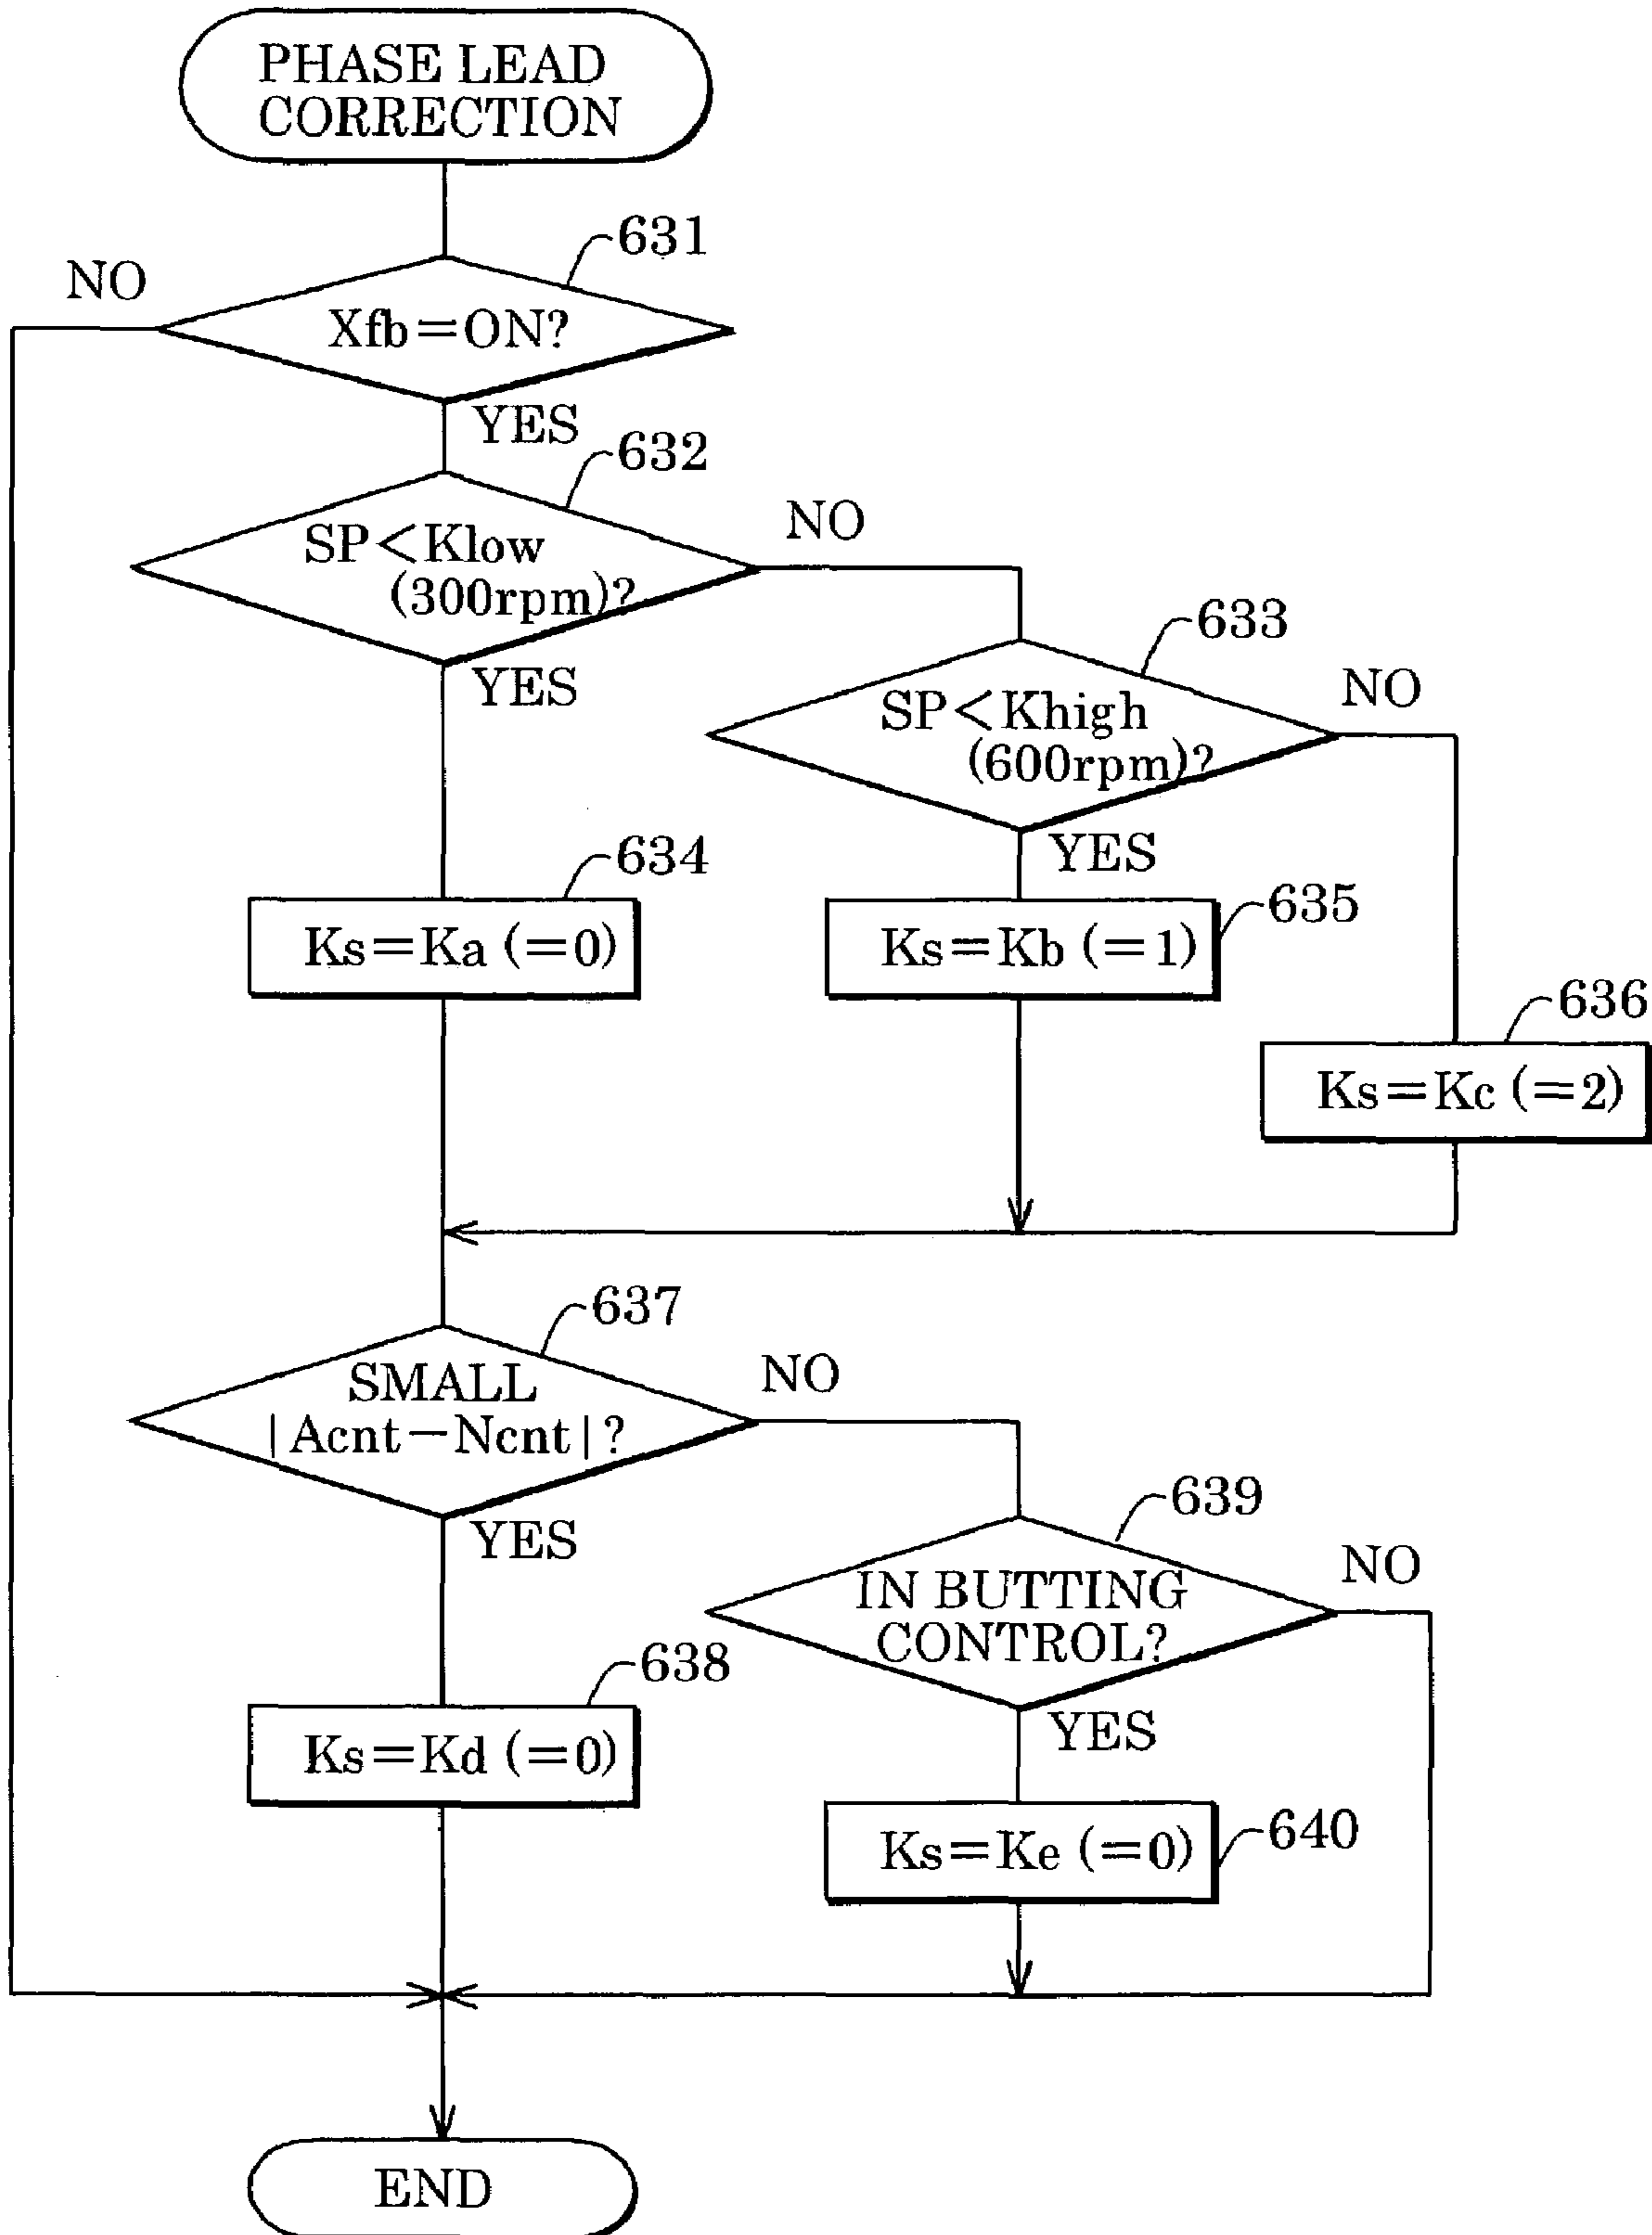 PHASE LEAD
CORRECTION
631
NO
Xfb=ON?
YES
632
NO
SP<Klow
(300rpm)?
633
YES
NO
SP<Khigh
(600rpm)?
YES
634
635
Ks=Ka (=0)
Ks=Kb (=1)
636
Ks=Kc (=2)
637
NO
SMALL
|Acnt-Ncnt|?
639
YES
NO
IN BUTTING
CONTROL?
638
YES
Ks=Kd (=0)
640
Ks=Ke (=0)
END